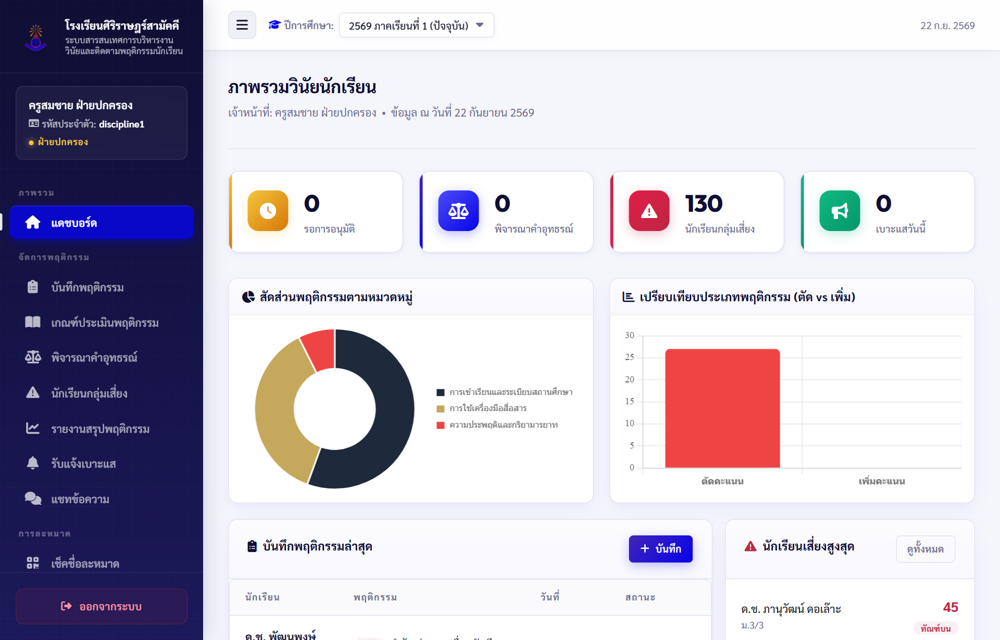 โรงเรียนศิริราษฎร์สามัคคี
ระบบสารสนเทศการบริหารงาน
วินัยและติดตามพฤติกรรมนักเรียน
ครูสมชาย ฝ่ายปกครอง
รหัสประจำตัว: discipline1
ฝ่ายปกครอง
ภาพรวม
แดชบอร์ด
จัดการพฤติกรรม
บันทึกพฤติกรรม
เกณฑ์ประเมินพฤติกรรม
พิจารณาคำอุทธรณ์
นักเรียนกลุ่มเสี่ยง
รายงานสรุปพฤติกรรม
รับแจ้งเบาะแส
แชทข้อความ
การละหมาด
เช็คชื่อละหมาด
ออกจากระบบ
ปีการศึกษา: 2569 ภาคเรียนที่ 1 (ปัจจุบัน)
22 ก.ย. 2569
ภาพรวมวินัยนักเรียน
เจ้าหน้าที่: ครูสมชาย ฝ่ายปกครอง • ข้อมูล ณ วันที่ 22 กันยายน 2569
0
รอการอนุมัติ
0
พิจารณาคำอุทธรณ์
130
นักเรียนกลุ่มเสี่ยง
0
เบาะแสวันนี้
สัดส่วนพฤติกรรมตามหมวดหมู่
การเข้าเรียนและระเบียบสถานศึกษา
การใช้เครื่องมือสื่อสาร
ความประพฤติและกริยามารยาท
เปรียบเทียบประเภทพฤติกรรม (ตัด vs เพิ่ม)
30
25
20
15
10
5
0
ตัดคะแนน
เพิ่มคะแนน
บันทึกพฤติกรรมล่าสุด
+ บันทึก
นักเรียน พฤติกรรม วันที่ สถานะ
ด.ช. พัฒนพงษ์
นักเรียนเสี่ยงสูงสุด
ดูทั้งหมด
ด.ช. ภานุวัฒน์ ดอเล๊าะ
45
ม.3/3
ทัณฑ์บน